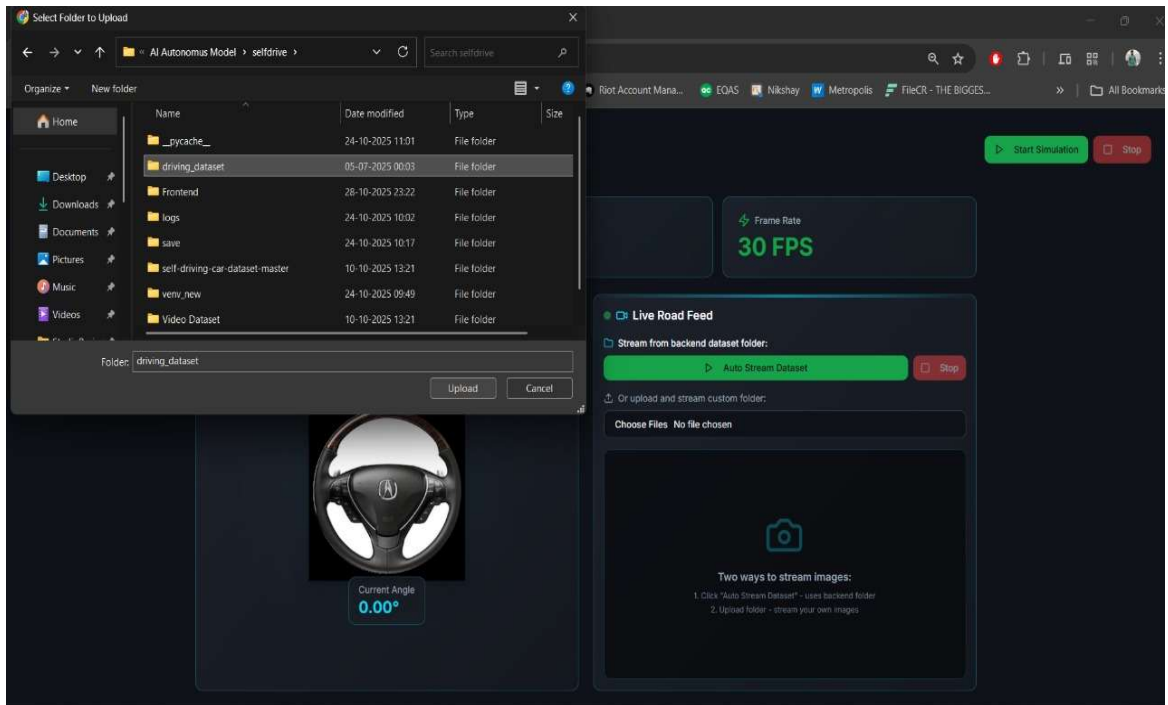 Select Folder to Upload
« AI Autonomus Model > selfdrive >
Search selfdrive
Organize
New folder
Riot Account Mana...
EQAS
Nikshay
Metropolis
FileCR - THE BIGGES...
»
All Bookmarks
Name
Date modified
Type
Size
Home
Desktop
Downloads
Documents
Pictures
Music
Videos
__pycache__ 24-10-2025 11:01 File folder
driving_dataset 05-07-2025 00:03 File folder
Frontend 28-10-2025 23:22 File folder
logs 24-10-2025 10:02 File folder
save 24-10-2025 10:17 File folder
self-driving-car-dataset-master 10-10-2025 13:21 File folder
venv_new 24-10-2025 09:49 File folder
Video Dataset 10-10-2025 13:21 File folder
Folder: driving_dataset
Upload
Cancel
Start Simulation
Stop
Frame Rate
30 FPS
Live Road Feed
Stream from backend dataset folder:
Auto Stream Dataset
Stop
Or upload and stream custom folder:
Choose Files No file chosen
Two ways to stream images:
1. Click "Auto Stream Dataset" - uses backend folder
2. Upload folder - stream your own images
Current Angle
0.00°